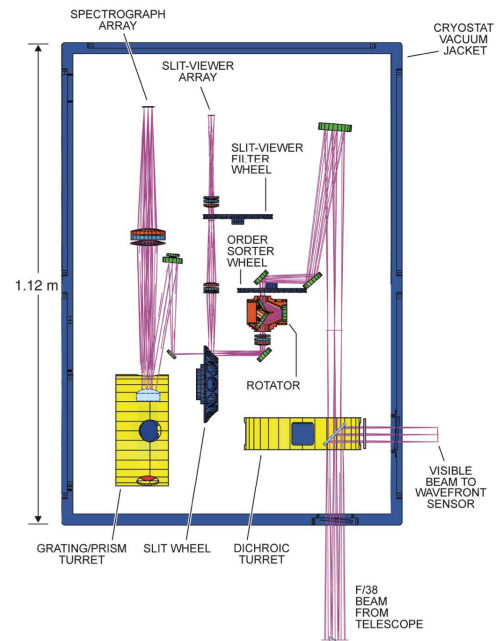 SPECTROGRAPH
ARRAY
SLIT-VIEWER
ARRAY
CRYOSTAT
VACUUM
JACKET
SLIT-VIEWER
FILTER
WHEEL
ORDER
SORTER
WHEEL
1.12 m
ROTATOR
VISIBLE
BEAM TO
WAVEFRONT
SENSOR
GRATING/PRISM
TURRET
SLIT WHEEL
DICHROIC
TURRET
F/38
BEAM
FROM
TELESCOPE